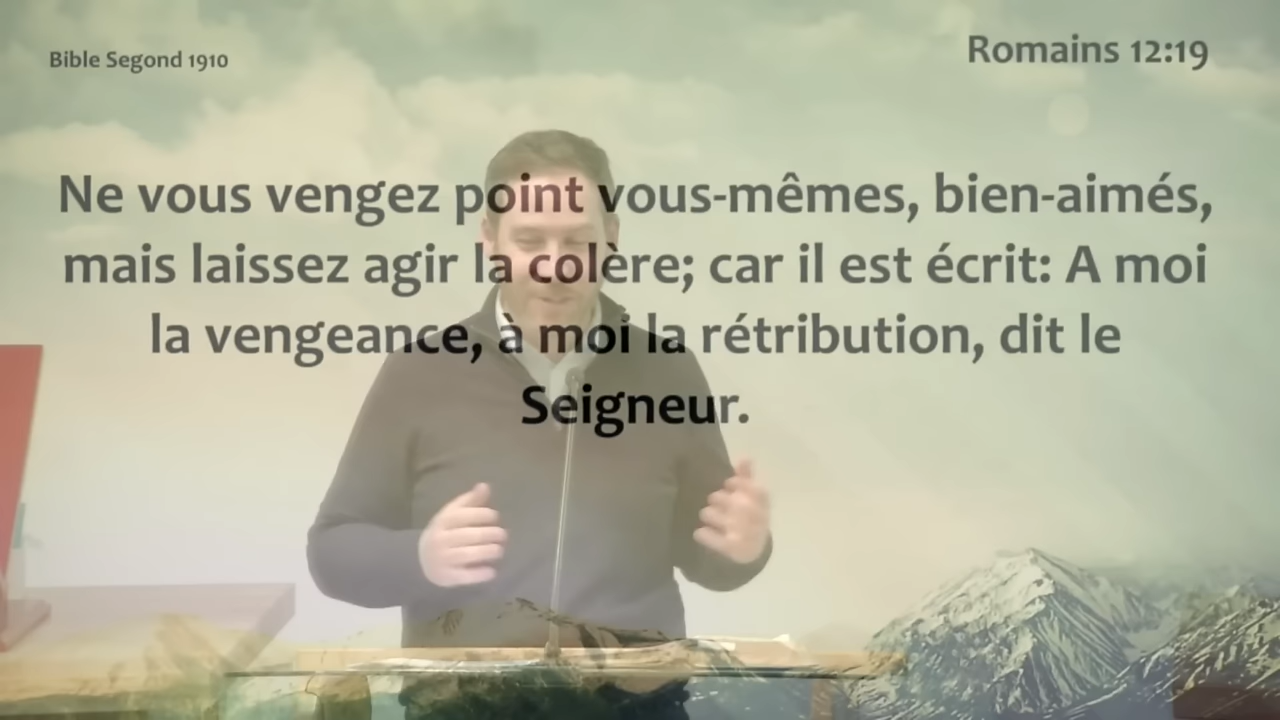 Bible Segond 1910
Romains 12:19
Ne vous vengez point vous-mêmes, bien-aimés,
mais laissez agir la colère; car il est écrit: A moi
la vengeance, à moi la rétribution, dit le
Seigneur.